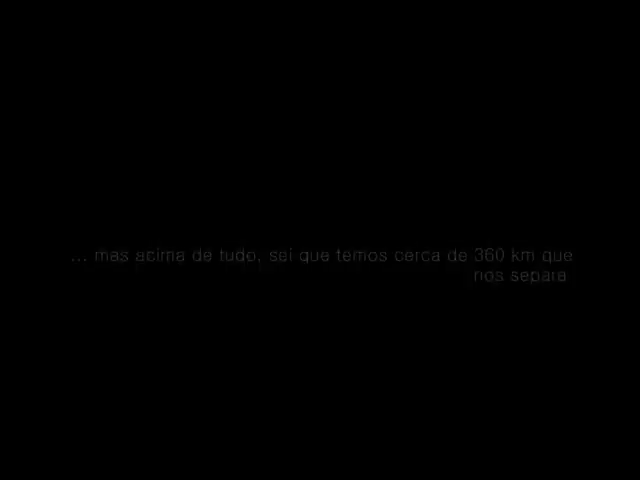 ... mas acima de tudo, sei que temos cerca de 360 km que
nos separa